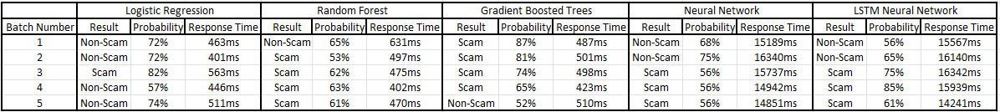 Logistic Regression Random Forest Gradient Boosted Trees Neural Network LSTM Neural Network
Batch Number Result Probability Response Time Result Probability Response Time Result Probability Response Time Result Probability Response Time Result Probability Response Time
1 Non-Scam 72% 463ms Non-Scam 65% 631ms Scam 87% 487ms Non-Scam 68% 15189ms Non-Scam 56% 15567ms
2 Non-Scam 72% 401ms Scam 53% 497ms Scam 81% 501ms Non-Scam 75% 16340ms Non-Scam 65% 16140ms
3 Scam 82% 563ms Scam 62% 475ms Scam 74% 498ms Scam 56% 15737ms Scam 75% 16342ms
4 Non-Scam 57% 446ms Scam 63% 402ms Scam 65% 423ms Scam 56% 14942ms Scam 85% 15939ms
5 Non-Scam 74% 511ms Scam 61% 470ms Non-Scam 52% 510ms Scam 56% 14851ms Scam 61% 14241ms